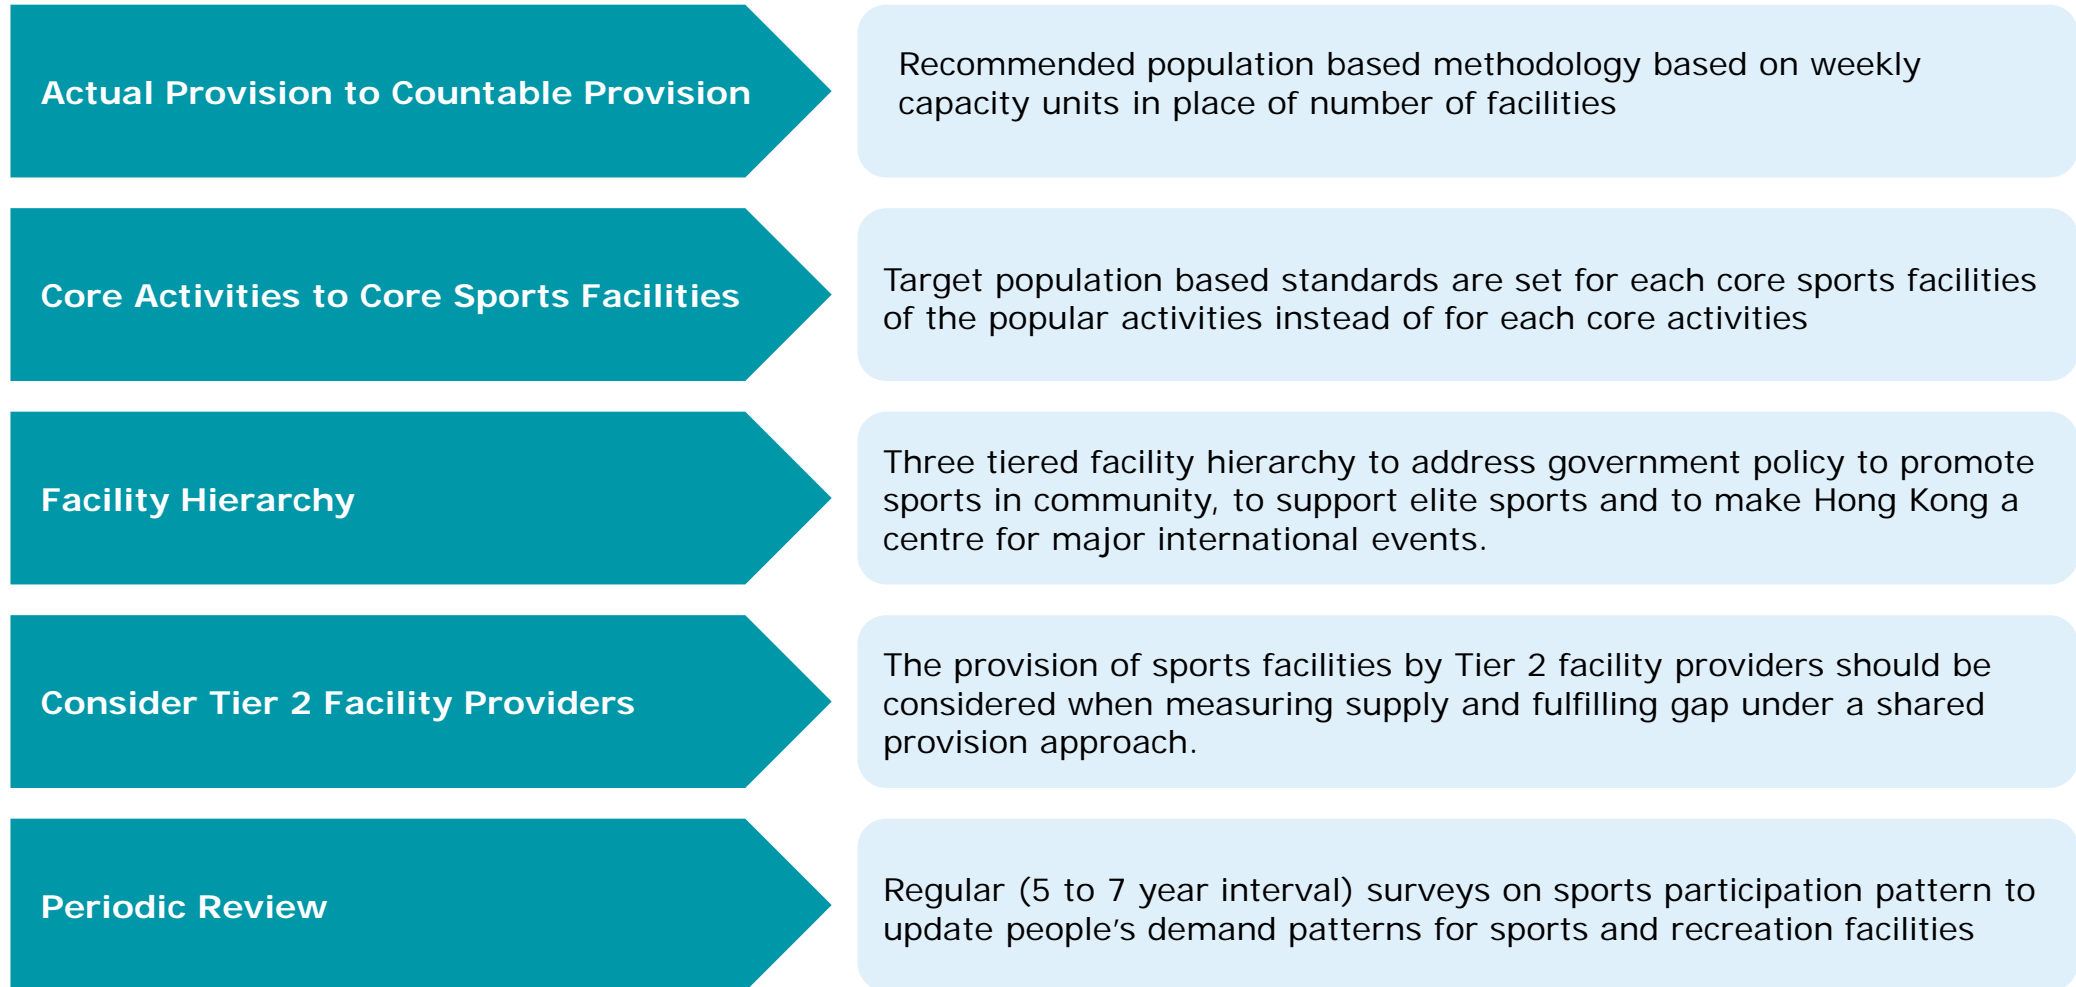 Actual Provision to Countable Provision
Recommended population based methodology based on weekly
capacity units in place of number of facilities
Core Activities to Core Sports Facilities
Target population based standards are set for each core sports facilities
of the popular activities instead of for each core activities
Facility Hierarchy
Three tiered facility hierarchy to address government policy to promote
sports in community, to support elite sports and to make Hong Kong a
centre for major international events.
Consider Tier 2 Facility Providers
The provision of sports facilities by Tier 2 facility providers should be
considered when measuring supply and fulfilling gap under a shared
provision approach.
Periodic Review
Regular (5 to 7 year interval) surveys on sports participation pattern to
update people’s demand patterns for sports and recreation facilities